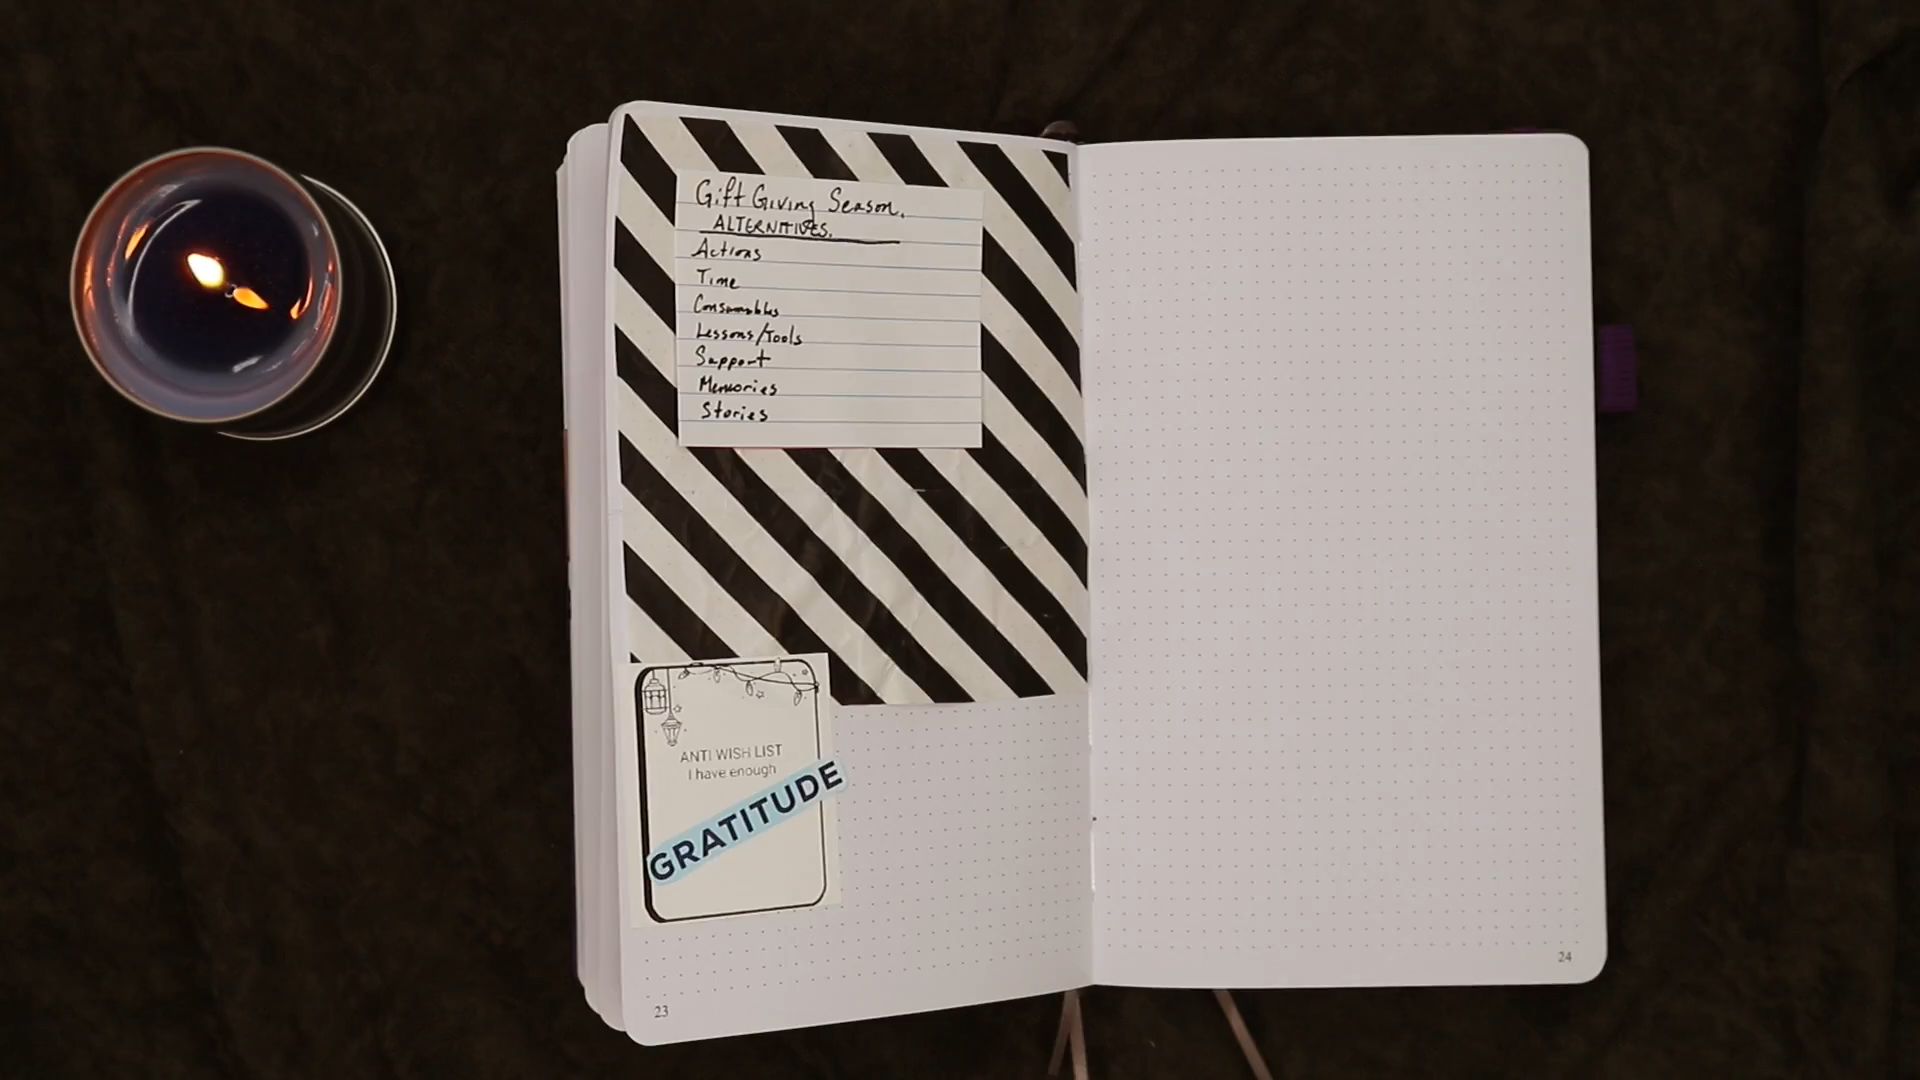 Gift Giving Season.
ALTERNATIVES.
Actions
Time
Consumables
Lessons/Tools
Support
Memories
Stories
ANTI WISH LIST
I have enough
GRATITUDE
23
24